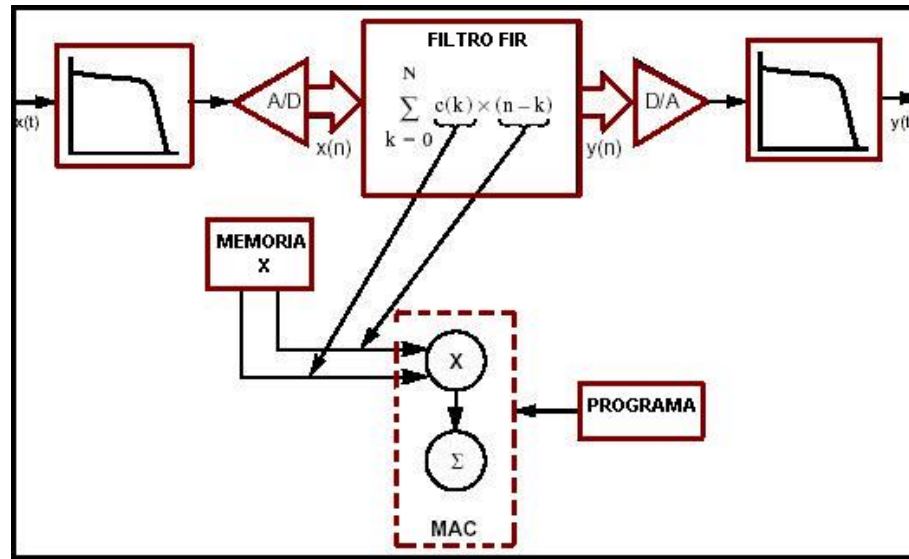 FILTRO FIR
N
∑ c(k) × (n – k)
k = 0
x(t)
A/D
x(n)
y(n)
D/A
y(t
MEMORIA
X
X
Σ
MAC
PROGRAMA